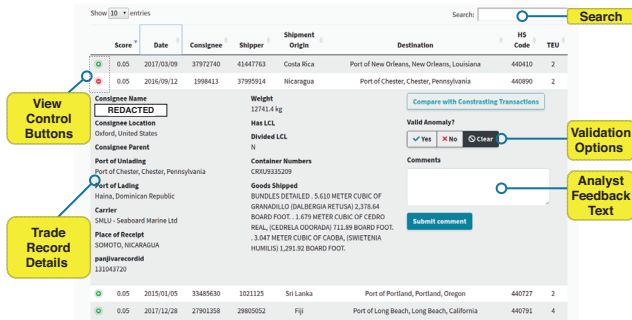 Show 10 entries
Search:
Search
Score Date Consignee Shipper Shipment Origin Destination HS Code TEU
0.05 2017/03/09 37972740 41447763 Costa Rica Port of New Orleans, New Orleans, Louisiana 440410 2
0.05 2016/09/12 1998413 37995914 Nicaragua Port of Chester, Chester, Pennsylvania 440890 2
View
Control
Buttons
Trade
Record
Details
Consignee Name
REDACTED
Consignee Location
Oxford, United States
Consignee Parent
Port of Unlading
Port of Chester, Chester, Pennsylvania
Port of Lading
Haina, Dominican Republic
Carrier
SMLU - Seaboard Marine Ltd
Place of Receipt
SOMOTO, NICARAGUA
panjivarecordid
131043720
Weight
12741.4 kg
Has LCL
Divided LCL
N
Container Numbers
CRXU9335209
Goods Shipped
BUNDLES DETAILED . 5.610 METER CUBIC OF
GRANADILLO (DALBERGIA RETUSA) 2,378.64
BOARD FOOT. . 1.679 METER CUBIC OF CEDRO
REAL, (CEDRELA ODORADA) 711.89 BOARD FOOT.
. 3.047 METER CUBIC OF CAOBA, (SWIETENIA
HUMILIS) 1,291.92 BOARD FOOT.
Compare with Constrasting Transactions
Valid Anomaly?
Yes No Clear
Comments
Submit comment
Validation
Options
Analyst
Feedback
Text
0.05 2015/01/05 33485630 1021125 Sri Lanka Port of Portland, Portland, Oregon 440727 2
0.05 2017/12/28 27901358 29805052 Fiji Port of Long Beach, Long Beach, California 440791 4